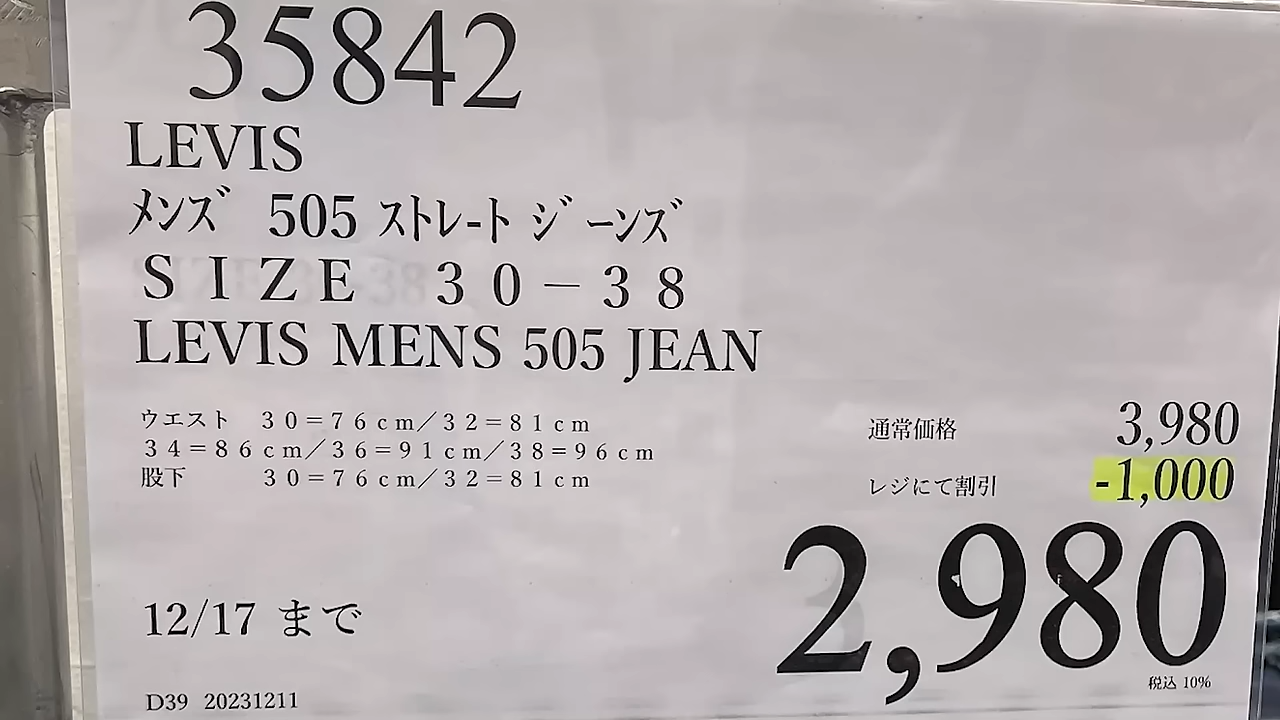 35842
LEVIS
ﾒﾝｽﾞ 505 ｽﾄﾚｰﾄ ｼﾞｰﾝｽﾞ
ＳＩＺＥ ３０－３８
LEVIS MENS 505 JEAN
ウエスト ３０＝７６ｃｍ／３２＝８１ｃｍ
３４＝８６ｃｍ／３６＝９１ｃｍ／３８＝９６ｃｍ
股下 ３０＝７６ｃｍ／３２＝８１ｃｍ
通常価格 3,980
レジにて割引 -1,000
2,980
税込 10%
12/17 まで
D39 20231211